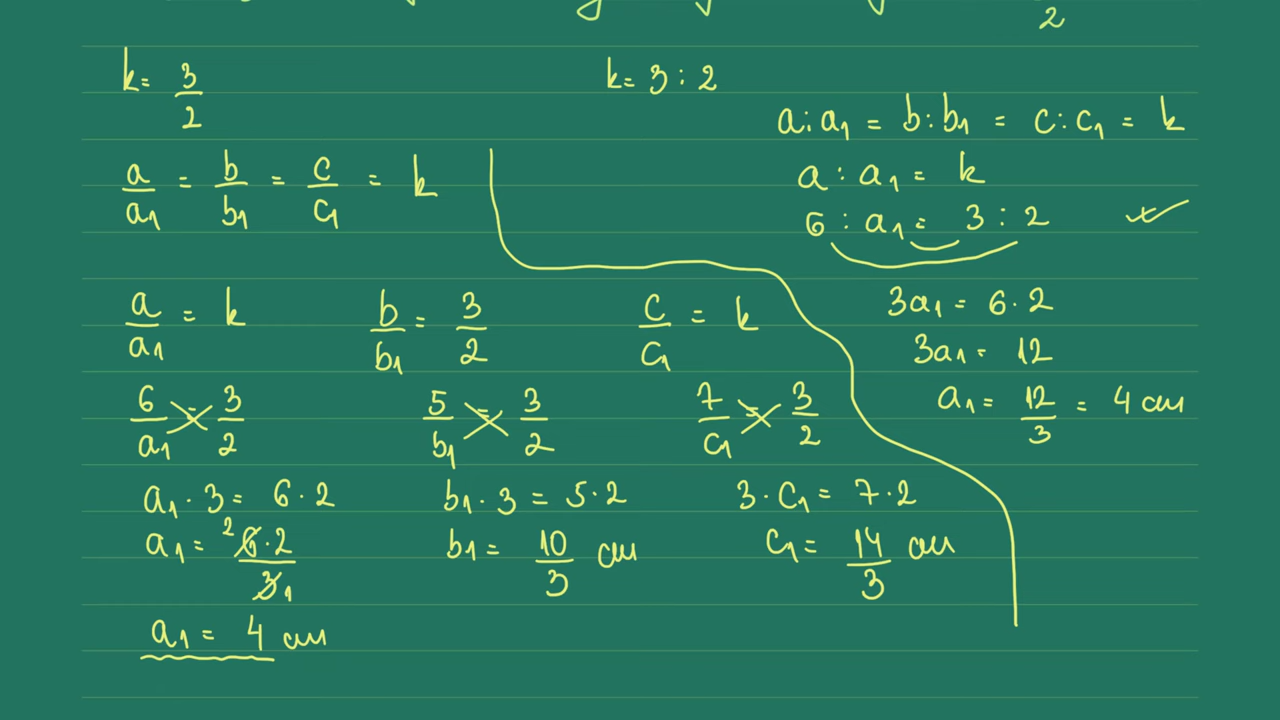 2
k = 3/2
k = 3 : 2
a : a₁ = b : b₁ = c : c₁ = k
a/a₁ = b/b₁ = c/c₁ = k
a : a₁ = k
6 : a₁ = 3 : 2
a/a₁ = k
b/b₁ = 3/2
c/c₁ = k
3a₁ = 6 · 2
3a₁ = 12
6/a₁ = 3/2
5/b₁ = 3/2
7/c₁ = 3/2
a₁ = 12/3 = 4 cm
a₁ · 3 = 6 · 2
b₁ · 3 = 5 · 2
3 · c₁ = 7 · 2
a₁ = ²6 · 2/3₁
b₁ = 10/3 cm
c₁ = 14/3 cm
a₁ = 4 cm